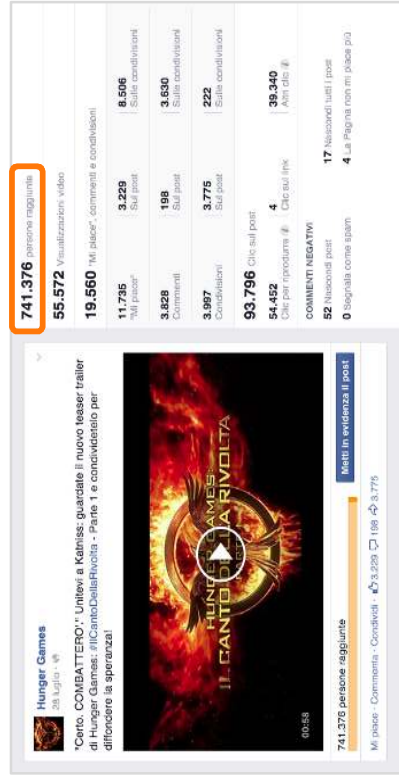 Hunger Games
28 luglio
"Certo. COMBATTERO'." Unitevi a Katniss: guardate il nuovo teaser trailer
di Hunger Games: #IlCantoDellaRivolta - Parte 1 e condividetelo per
diffondere la speranza!
HUNGER GAMES:
IL CANTO DELLA RIVOLTA
00:58
741.376 persone raggiunte
Metti in evidenza il post
Mi piace · Commenta · Condividi · 3.229 198 3.775
741.376 persone raggiunte
55.572 Visualizzazioni video
19.560 "Mi piace", commenti e condivisioni
11.735 3.229 8.506
"Mi piace" Sul post Sulle condivisioni
3.828 198 3.630
Commenti Sul post Sulle condivisioni
3.997 3.775 222
Condivisioni Sul post Sulle condivisioni
93.796 Clic sul post
54.452 4 39.340
Clic per riprodurre Clic sul link Altri clic
COMMENTI NEGATIVI
52 Nascondi post 17 Nascondi tutti i post
0 Segnala come spam 4 La Pagina non mi piace più